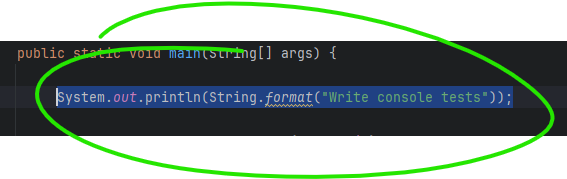 public static void main(String[] args) {
System.out.println(String.format("Write console tests"));